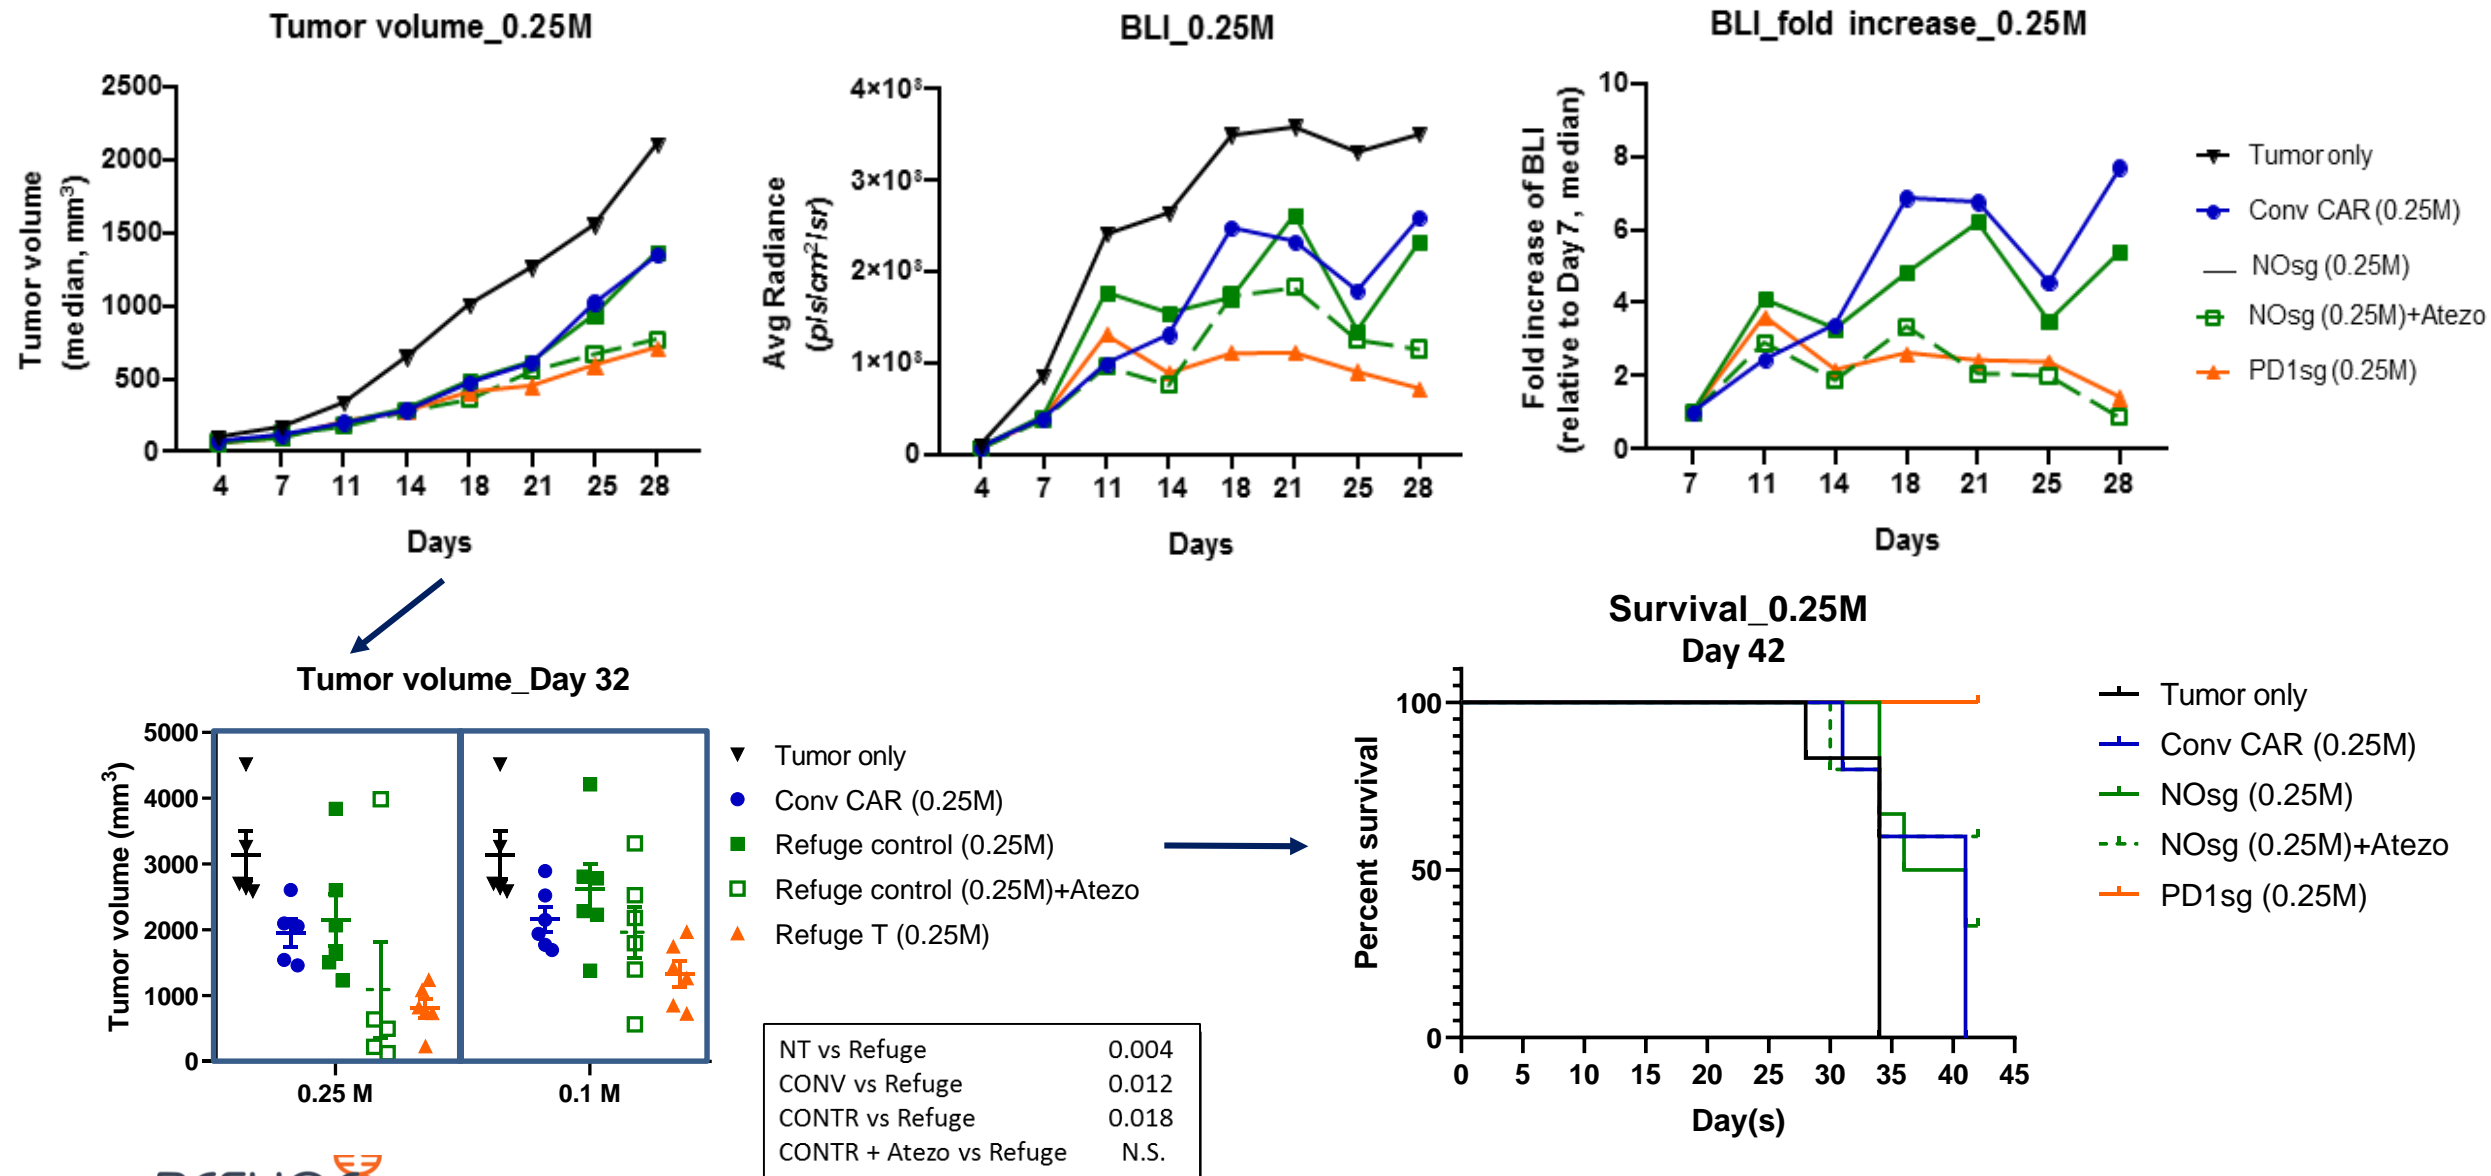 Tumor volume_0.25M
2500
2000
1500
1000
500
0
Tumor volume
(median, mm³)
4 7 11 14 18 21 25 28
Days
BLI_0.25M
4×10⁸
3×10⁸
2×10⁸
1×10⁸
0
Avg Radiance
(p/s/cm²/sr)
4 7 11 14 18 21 25 28
Days
BLI_fold increase_0.25M
10
8
6
4
2
0
Fold increase of BLI
(relative to Day 7, median)
7 11 14 18 21 25 28
Days
Tumor only
Conv CAR (0.25M)
NOsg (0.25M)
NOsg (0.25M)+Atezo
PD1sg (0.25M)
Tumor volume_Day 32
5000
4000
3000
2000
1000
0
Tumor volume (mm³)
0.25 M 0.1 M
Tumor only
Conv CAR (0.25M)
Refuge control (0.25M)
Refuge control (0.25M)+Atezo
Refuge T (0.25M)
NT vs Refuge 0.004
CONV vs Refuge 0.012
CONTR vs Refuge 0.018
CONTR + Atezo vs Refuge N.S.
Survival_0.25M
Day 42
100
50
0
Percent survival
0 5 10 15 20 25 30 35 40 45
Day(s)
Tumor only
Conv CAR (0.25M)
NOsg (0.25M)
NOsg (0.25M)+Atezo
PD1sg (0.25M)